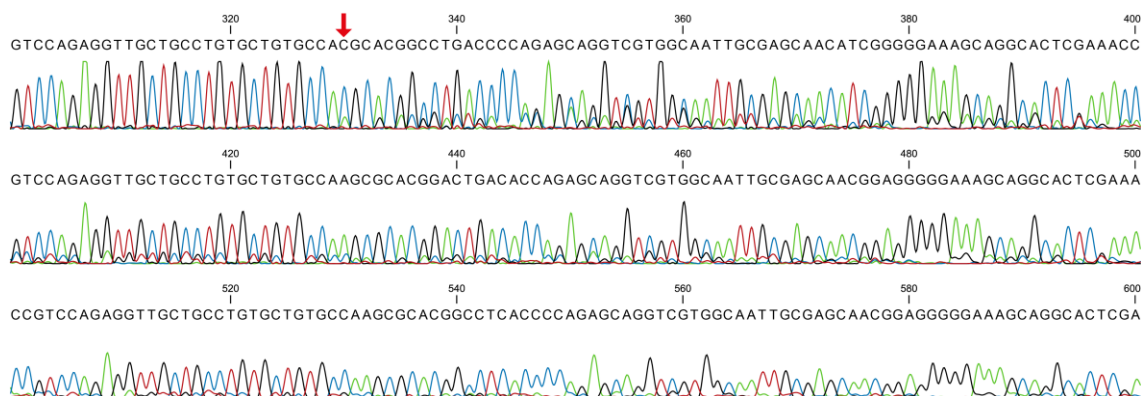 320 340 360 380 400
GTCCAGAGGTTGCTGCCTGTGCTGTGCCACGCACGGCCTGACCCCAGAGCAGGTCGTGGCAATTGCGAGCAACATCGGGGGAAAGCAGGCACTCGAAACC
420 440 460 480 500
GTCCAGAGGTTGCTGCCTGTGCTGTGCCAAGCGCACGGACTGACACCAGAGCAGGTCGTGGCAATTGCGAGCAACGGAGGGGGAAAGCAGGCACTCGAAA
520 540 560 580 600
CCGTCCAGAGGTTGCTGCCTGTGCTGTGCCAAGCGCACGGCCTCACCCCAGAGCAGGTCGTGGCAATTGCGAGCAACGGAGGGGGAAAGCAGGCACTCGA